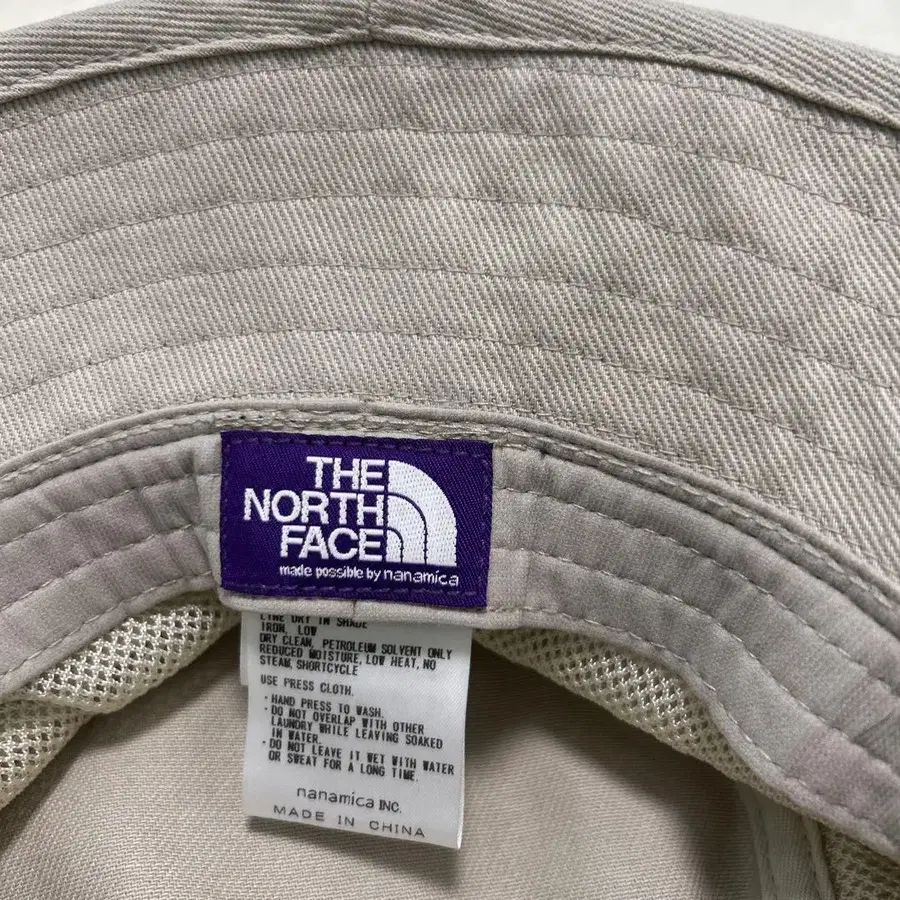 THE
NORTH
FACE
made possible by nanamica
LINE DRY IN SHADE
IRON, LOW
DRY CLEAN, PETROLEUM SOLVENT ONLY
REDUCED MOISTURE, LOW HEAT, NO
STEAM, SHORTCYCLE
USE PRESS CLOTH.
・HAND PRESS TO WASH.
・DO NOT OVERLAP WITH OTHER
LAUNDRY WHILE LEAVING SOAKED
IN WATER.
・DO NOT LEAVE IT WET WITH WATER
OR SWEAT FOR A LONG TIME.
nanamica INC.
MADE IN CHINA